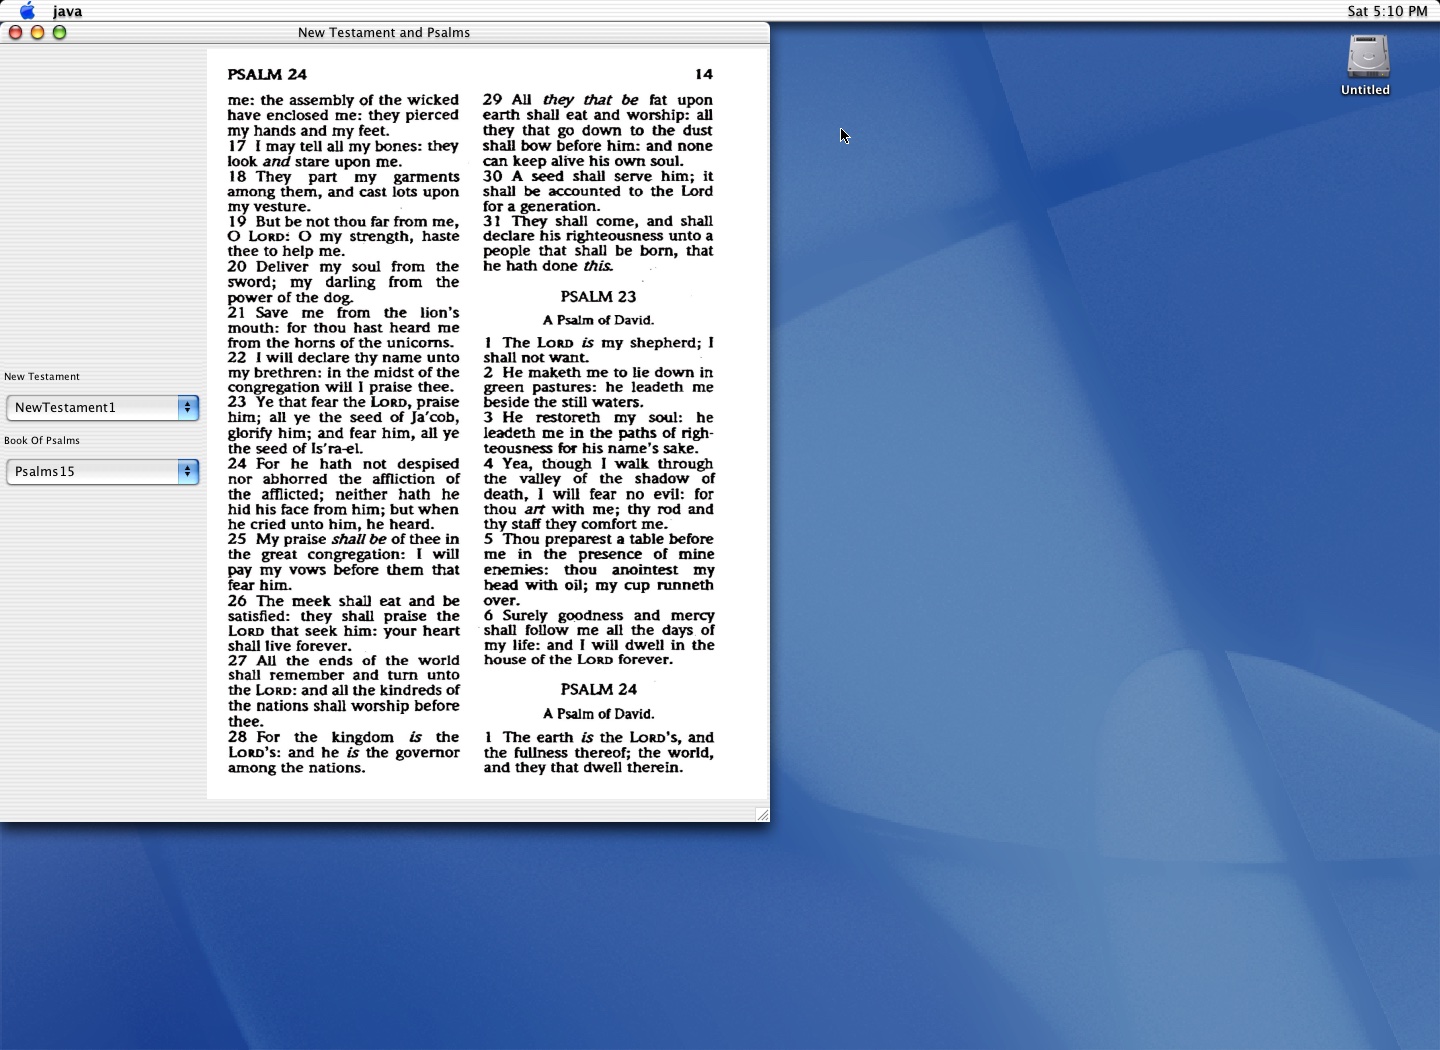 java
Sat 5:10 PM
New Testament and Psalms
Untitled
New Testament
NewTestament1
Book Of Psalms
Psalms15
PSALM 24
14
me: the assembly of the wicked
have enclosed me: they pierced
my hands and my feet.
17 I may tell all my bones: they
look and stare upon me.
18 They part my garments
among them, and cast lots upon
my vesture.
19 But be not thou far from me,
O LORD: O my strength, haste
thee to help me.
20 Deliver my soul from the
sword; my darling from the
power of the dog.
21 Save me from the lion's
mouth: for thou hast heard me
from the horns of the unicorns.
22 I will declare thy name unto
my brethren: in the midst of the
congregation will I praise thee.
23 Ye that fear the LORD, praise
him; all ye the seed of Ja'cob,
glorify him; and fear him, all ye
the seed of Is'ra-el.
24 For he hath not despised
nor abhorred the affliction of
the afflicted; neither hath he
hid his face from him; but when
he cried unto him, he heard.
25 My praise shall be of thee in
the great congregation: I will
pay my vows before them that
fear him.
26 The meek shall eat and be
satisfied: they shall praise the
LORD that seek him: your heart
shall live forever.
27 All the ends of the world
shall remember and turn unto
the LORD: and all the kindreds of
the nations shall worship before
thee.
28 For the kingdom is the
LORD'S: and he is the governor
among the nations.
29 All they that be fat upon
earth shall eat and worship: all
they that go down to the dust
shall bow before him: and none
can keep alive his own soul.
30 A seed shall serve him; it
shall be accounted to the Lord
for a generation.
31 They shall come, and shall
declare his righteousness unto a
people that shall be born, that
he hath done this.
PSALM 23
A Psalm of David.
1 The LORD is my shepherd; I
shall not want.
2 He maketh me to lie down in
green pastures: he leadeth me
beside the still waters.
3 He restoreth my soul: he
leadeth me in the paths of righ-
teousness for his name's sake.
4 Yea, though I walk through
the valley of the shadow of
death, I will fear no evil: for
thou art with me; thy rod and
thy staff they comfort me.
5 Thou preparest a table before
me in the presence of mine
enemies: thou anointest my
head with oil; my cup runneth
over.
6 Surely goodness and mercy
shall follow me all the days of
my life: and I will dwell in the
house of the LORD forever.
PSALM 24
A Psalm of David.
1 The earth is the LORD'S, and
the fullness thereof; the world,
and they that dwell therein.